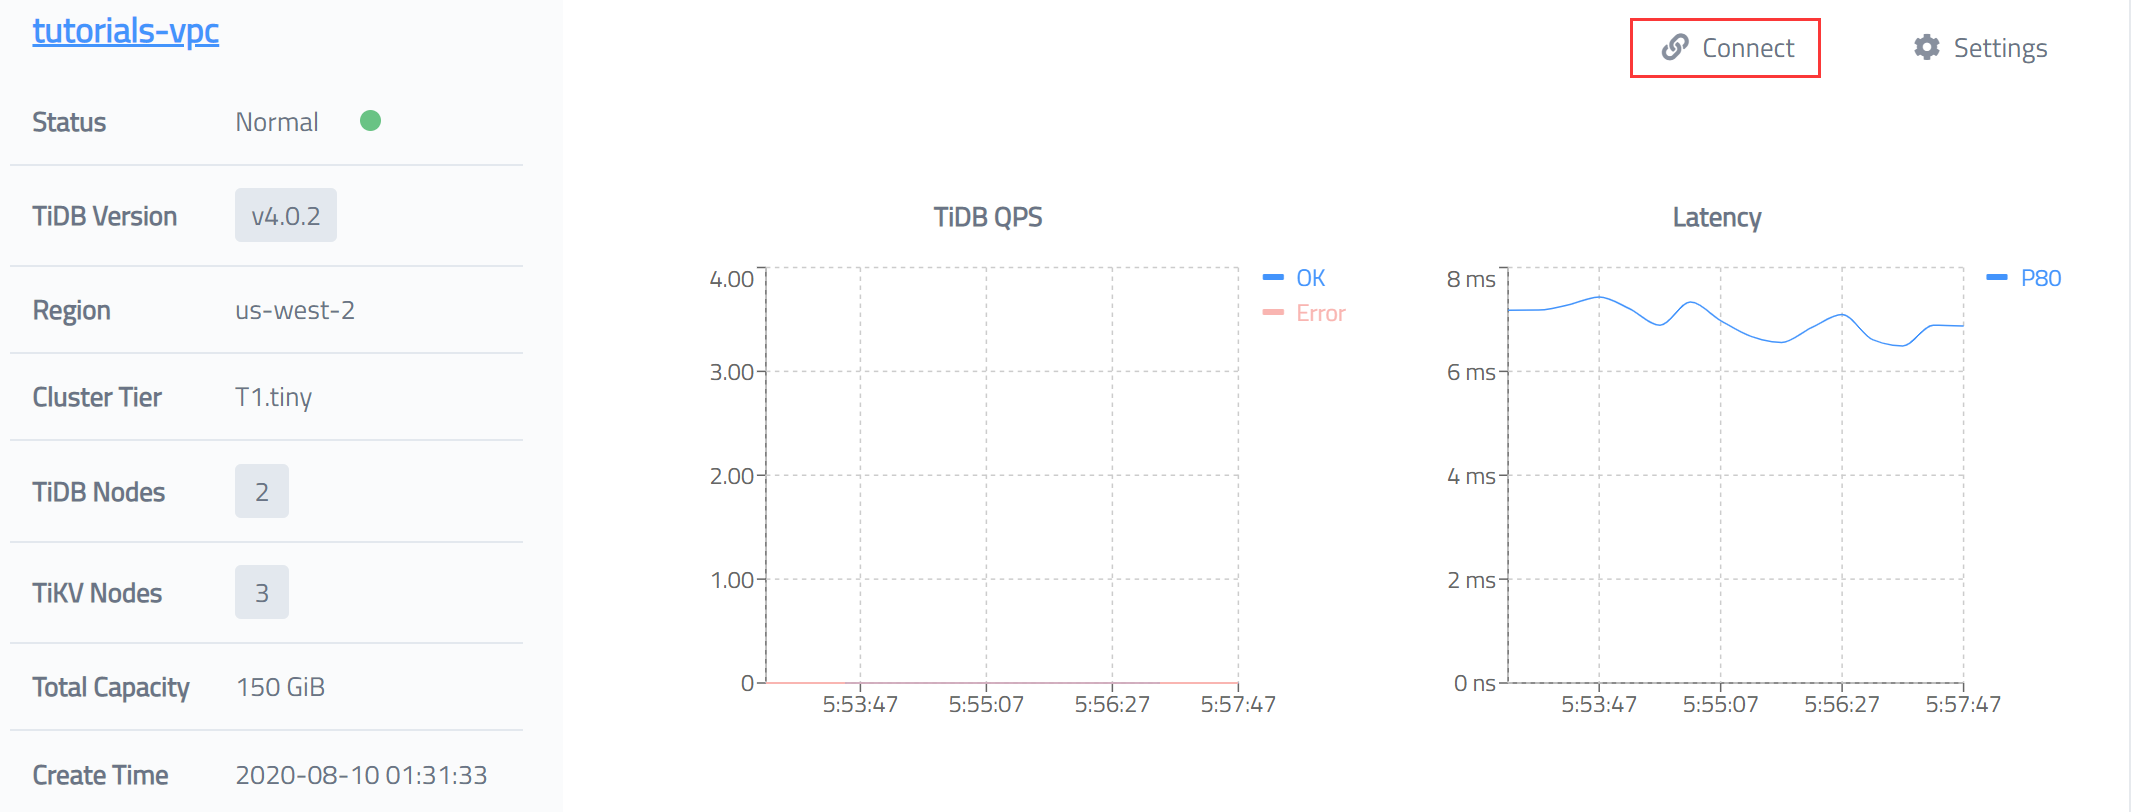 tutorials-vpc
Connect
Settings
Status Normal
TiDB Version v4.0.2
Region us-west-2
Cluster Tier T1.tiny
TiDB Nodes 2
TiKV Nodes 3
Total Capacity 150 GiB
Create Time 2020-08-10 01:31:33
TiDB QPS
4.00
3.00
2.00
1.00
0
5:53:47 5:55:07 5:56:27 5:57:47
OK
Error
Latency
8 ms
6 ms
4 ms
2 ms
0 ns
5:53:47 5:55:07 5:56:27 5:57:47
P80